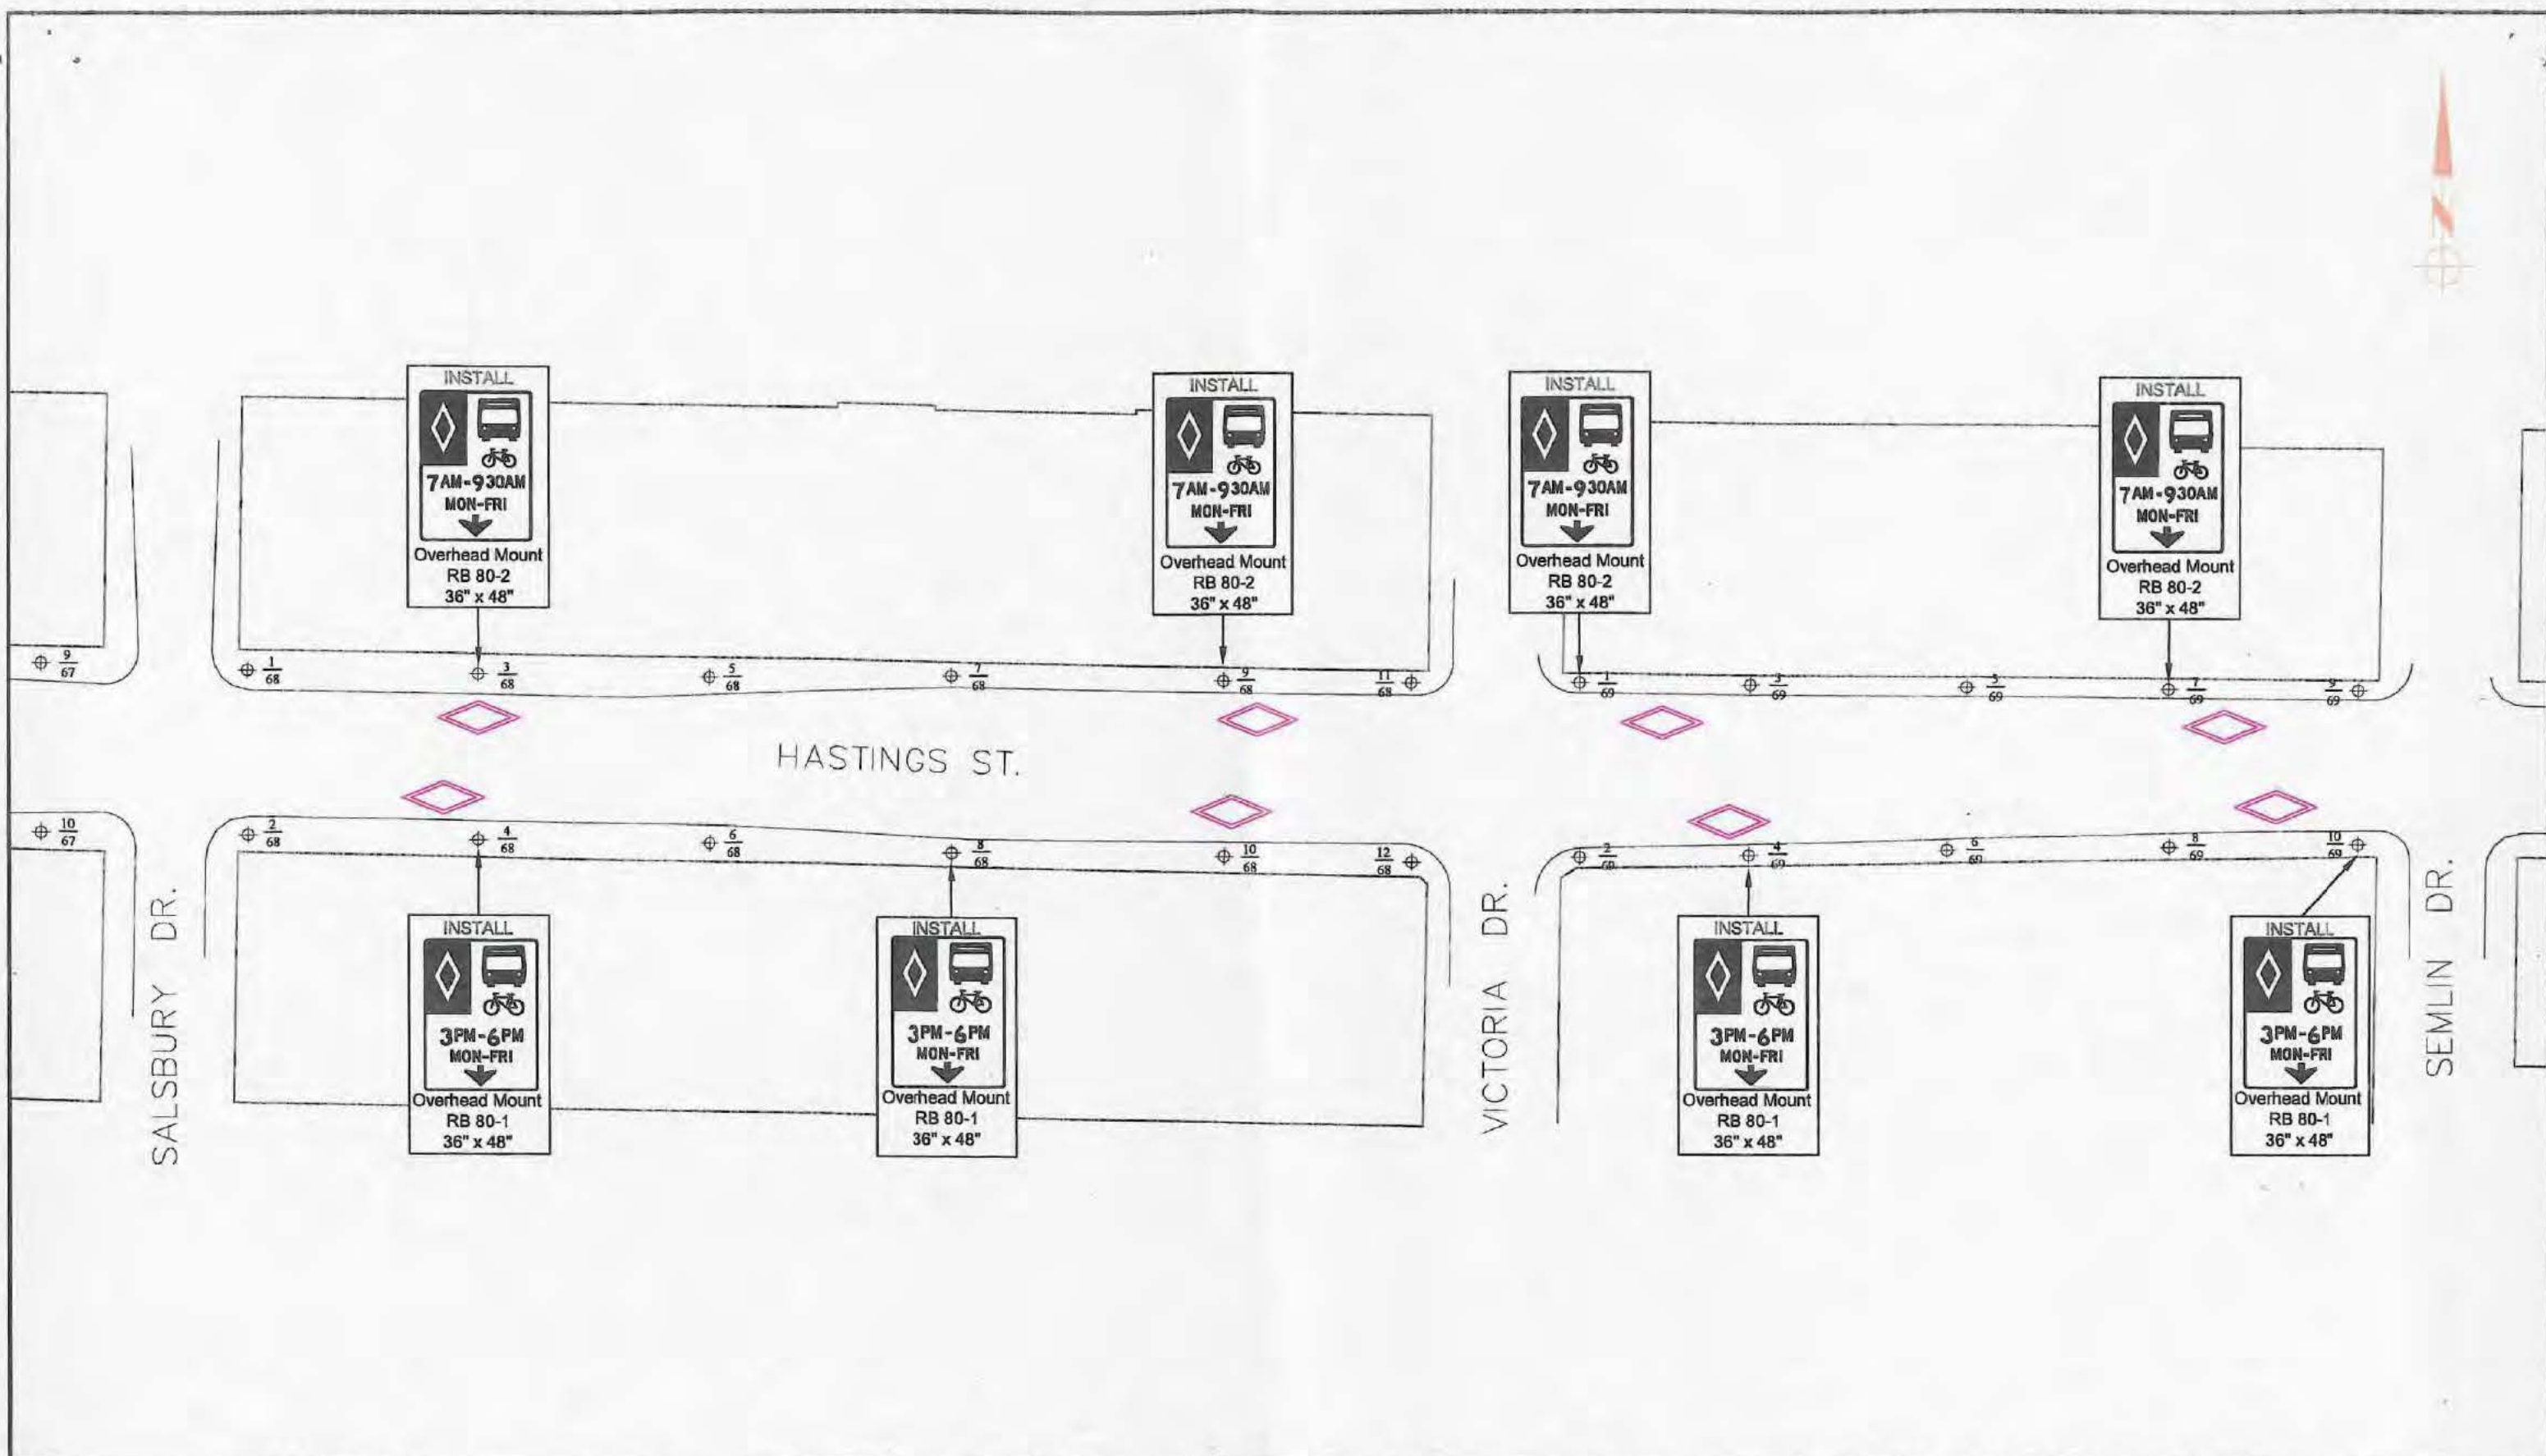 N
INSTALL
7AM-930AM
MON-FRI
Overhead Mount
RB 80-2
36" x 48"
INSTALL
7AM-930AM
MON-FRI
Overhead Mount
RB 80-2
36" x 48"
INSTALL
7AM-930AM
MON-FRI
Overhead Mount
RB 80-2
36" x 48"
INSTALL
7AM-930AM
MON-FRI
Overhead Mount
RB 80-2
36" x 48"
9
67
1
68
3
68
5
68
7
68
9
68
11
68
1
69
3
69
5
69
7
69
9
69
HASTINGS ST.
10
67
2
68
4
68
6
68
8
68
10
68
12
68
2
69
4
69
6
69
8
69
10
69
SALSBURY DR.
VICTORIA DR.
SEMLIN DR.
INSTALL
3PM-6PM
MON-FRI
Overhead Mount
RB 80-1
36" x 48"
INSTALL
3PM-6PM
MON-FRI
Overhead Mount
RB 80-1
36" x 48"
INSTALL
3PM-6PM
MON-FRI
Overhead Mount
RB 80-1
36" x 48"
INSTALL
3PM-6PM
MON-FRI
Overhead Mount
RB 80-1
36" x 48"